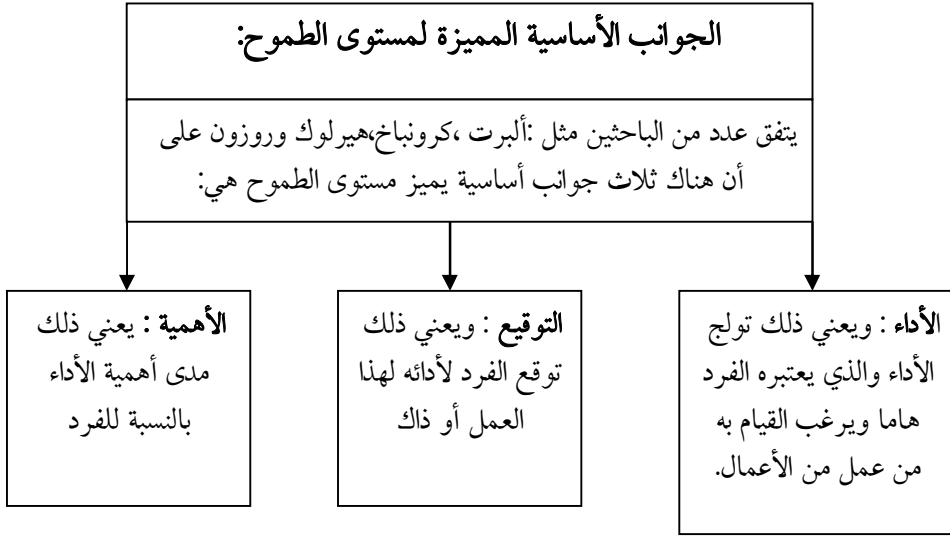 الجوانب الأساسية المميزة لمستوى الطموح:
يتفق عدد من الباحثين مثل :ألبرت ،كرونباخ،هيرلوك وروزون على
أن هناك ثلاث جوانب أساسية يميز مستوى الطموح هي:
الأداء : ويعني ذلك تولج
الأداء والذي يعتبره الفرد
هاما ويرغب القيام به
من عمل من الأعمال.
التوقيع : ويعني ذلك
توقع الفرد لأدائه لهذا
العمل أو ذاك
الأهمية : يعني ذلك
مدى أهمية الأداء
بالنسبة للفرد